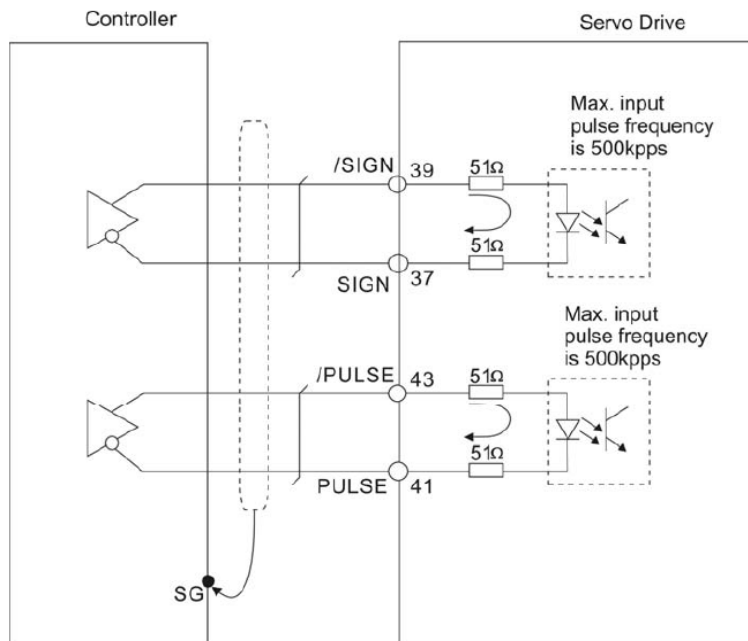 Controller
Servo Drive
Max. input
pulse frequency
is 500kpps
/SIGN
39
51Ω
51Ω
SIGN
37
Max. input
pulse frequency
is 500kpps
/PULSE
43
51Ω
51Ω
PULSE
41
SG